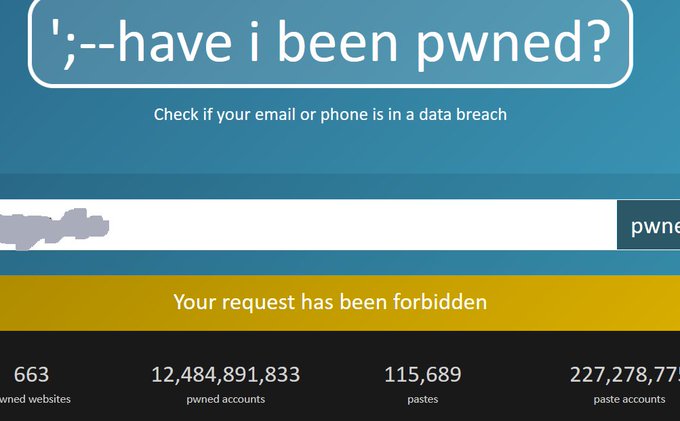 ';--have i been pwned?
Check if your email or phone is in a data breach
pwne
Your request has been forbidden
663 12,484,891,833 115,689 227,278,775
wned websites pwned accounts pastes paste accounts